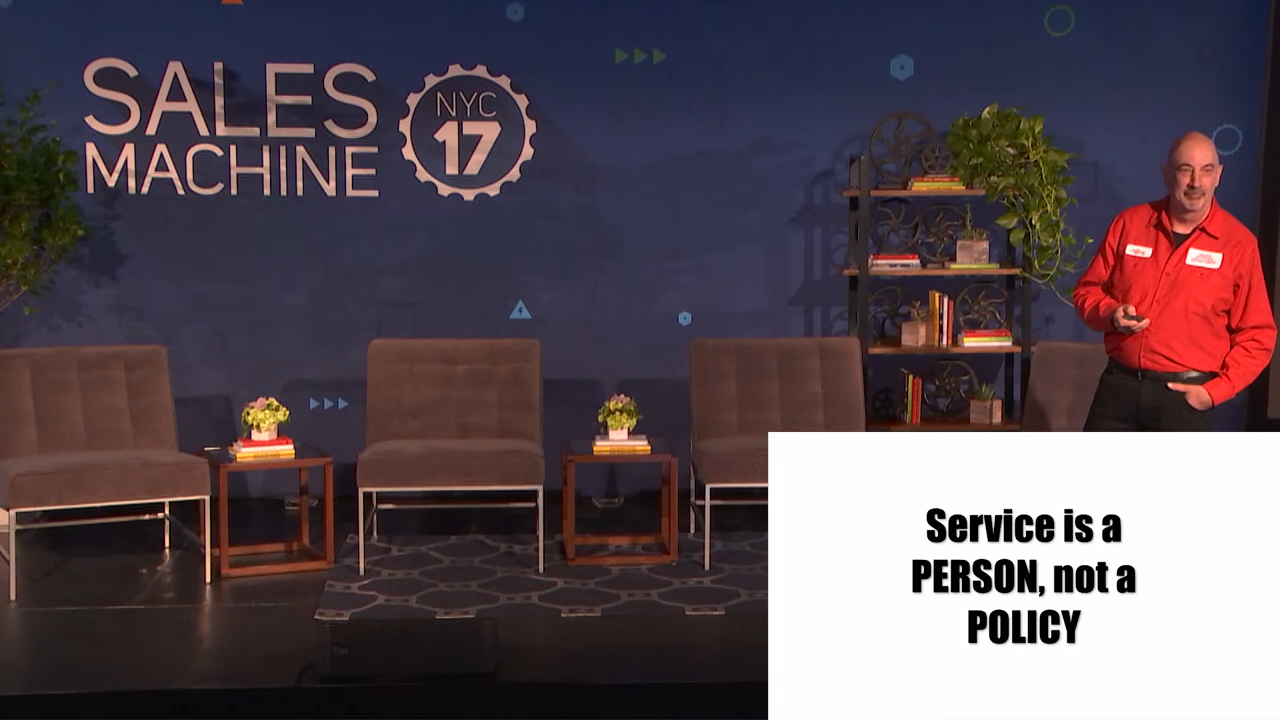 SALES
MACHINE
NYC
17
Service is a
PERSON, not a
POLICY